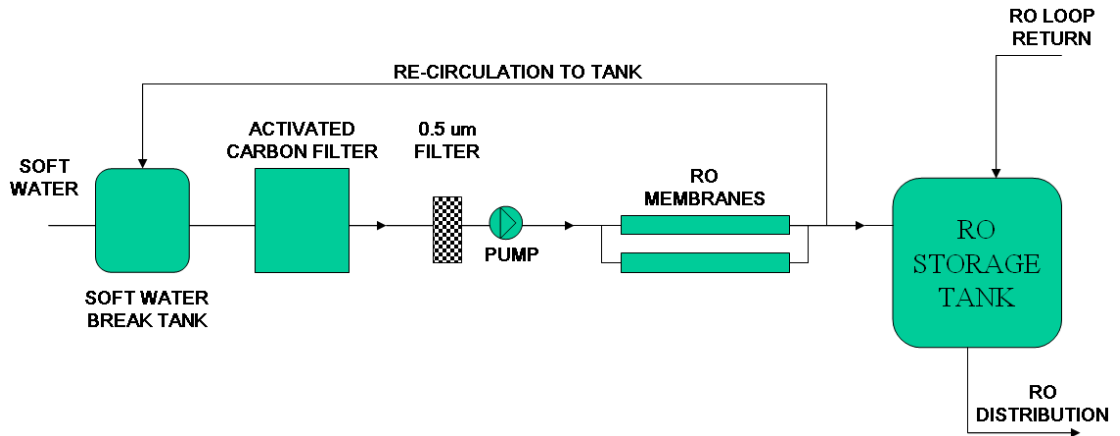 RO LOOP
RETURN
RE-CIRCULATION TO TANK
ACTIVATED
CARBON FILTER
0.5 um
FILTER
SOFT
WATER
RO
MEMBRANES
PUMP
RO
STORAGE
TANK
SOFT WATER
BREAK TANK
RO
DISTRIBUTION